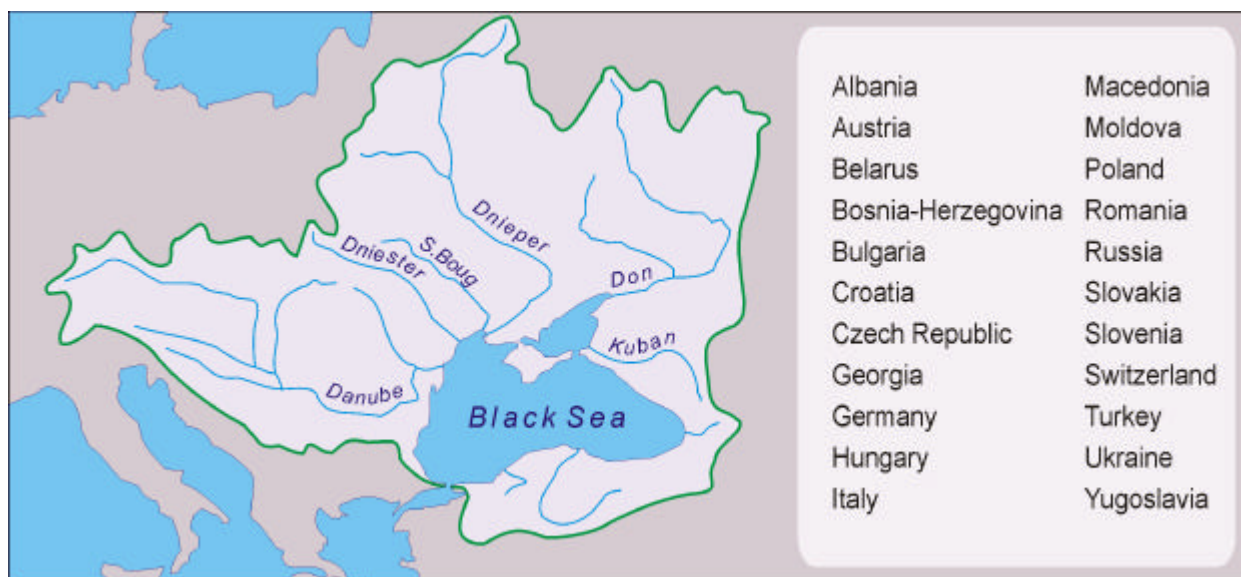 Dnieper
S.Boug
Dniester
Don
Kuban
Danube
Black Sea
Albania
Austria
Belarus
Bosnia-Herzegovina
Bulgaria
Croatia
Czech Republic
Georgia
Germany
Hungary
Italy
Macedonia
Moldova
Poland
Romania
Russia
Slovakia
Slovenia
Switzerland
Turkey
Ukraine
Yugoslavia